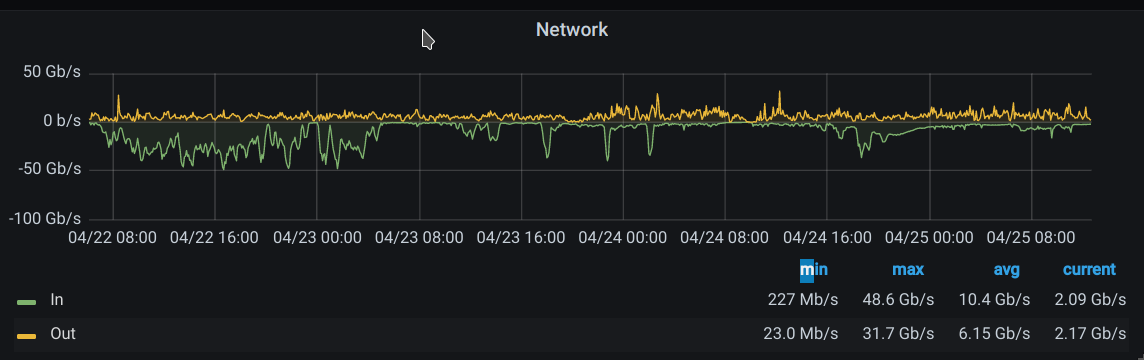 Network
50 Gb/s
0 b/s
-50 Gb/s
-100 Gb/s
04/22 08:00 04/22 16:00 04/23 00:00 04/23 08:00 04/23 16:00 04/24 00:00 04/24 08:00 04/24 16:00 04/25 00:00 04/25 08:00
min max avg current
In 227 Mb/s 48.6 Gb/s 10.4 Gb/s 2.09 Gb/s
Out 23.0 Mb/s 31.7 Gb/s 6.15 Gb/s 2.17 Gb/s